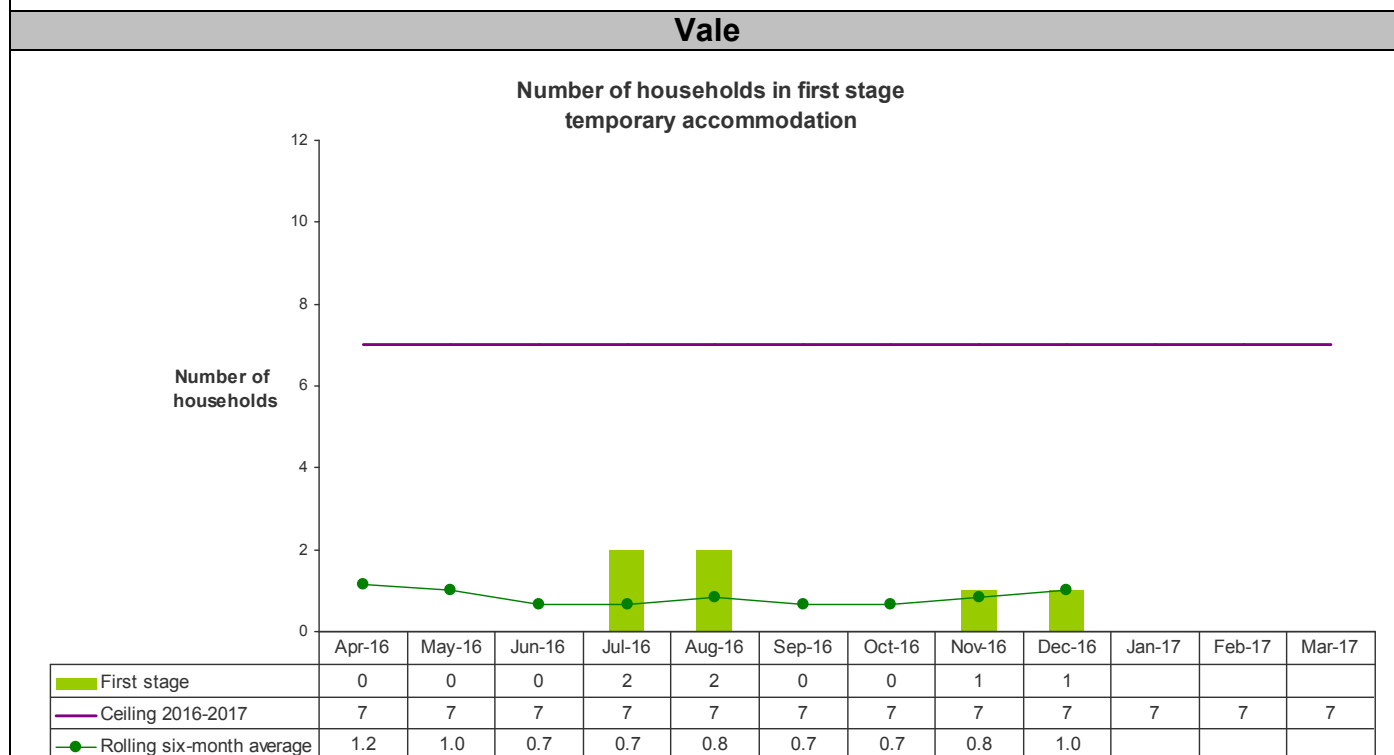 Vale
Number of households in first stage
temporary accommodation
12
10
8
6
4
2
0
Number of
households
Apr-16 May-16 Jun-16 Jul-16 Aug-16 Sep-16 Oct-16 Nov-16 Dec-16 Jan-17 Feb-17 Mar-17
First stage 0 0 0 2 2 0 0 1 1
Ceiling 2016-2017 7 7 7 7 7 7 7 7 7 7 7 7
Rolling six-month average 1.2 1.0 0.7 0.7 0.8 0.7 0.7 0.8 1.0